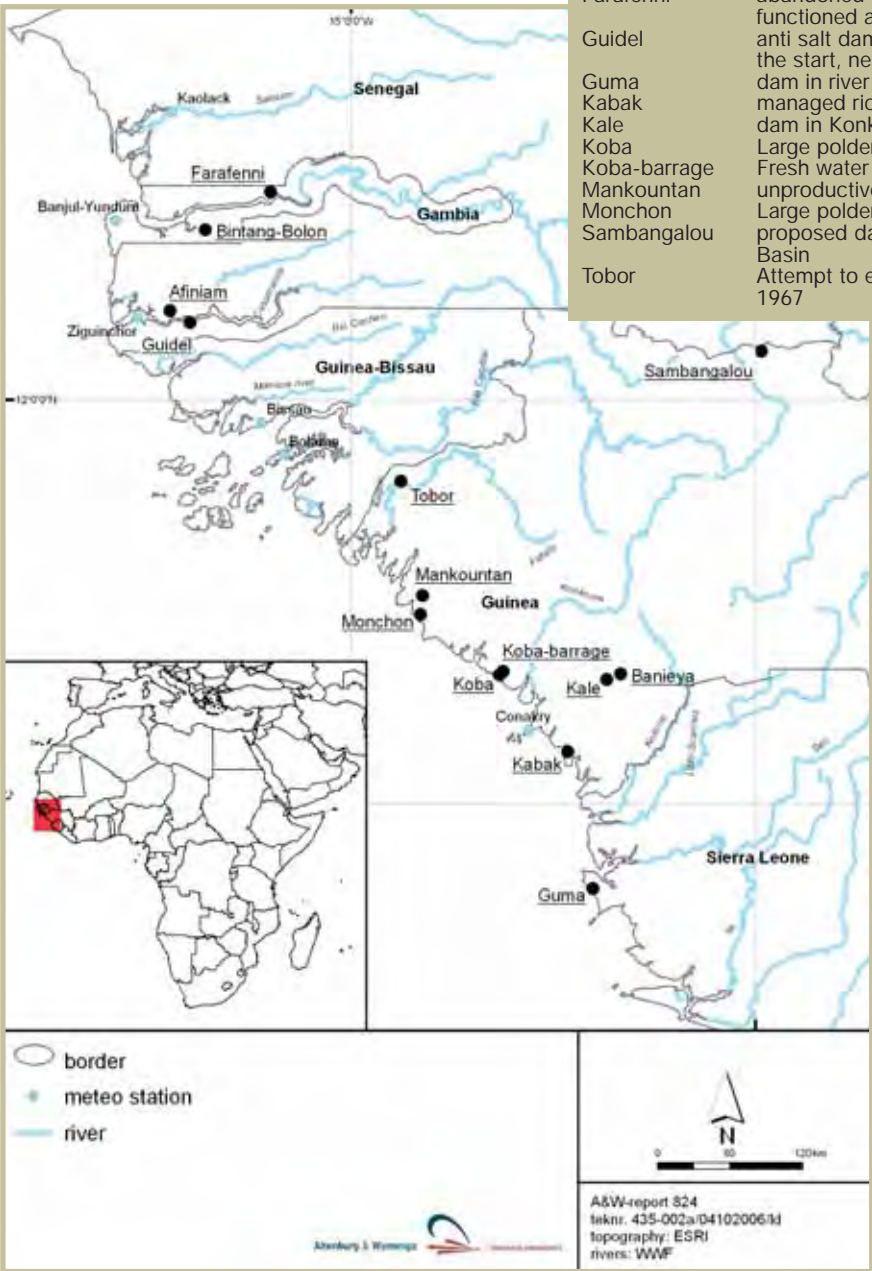 functioned a
Guidel anti salt dam
the start, ne
Guma dam in river
Kabak managed ric
Kale dam in Konk
Koba Large polder
Koba-barrage Fresh water
Mankountan unproductive
Monchon Large polder
Sambangalou proposed da
Basin
Tobor Attempt to e
1967
15°0'0"W
Kaolack
Saloum
Senegal
Farafenni
Banjul-Yundum
Gambia
Bintang-Bolon
Afiniam
Ziguinchor
Guidel
Rio Cacheu
Guinea-Bissau
Sambangalou
Mansoa river
12°0'0"N
Bissau
Bolama
Tobor
Mankountan
Guinea
Monchon
Koba-barrage
Koba
Kale
Banieya
Conakry
Kabak
Sierra Leone
Guma
border
meteo station
river
N
0 60 120km
Altenburg & Wymenga
A&W-report 824
teknr. 435-002a/04102006/ld
topography: ESRI
rivers: WWF